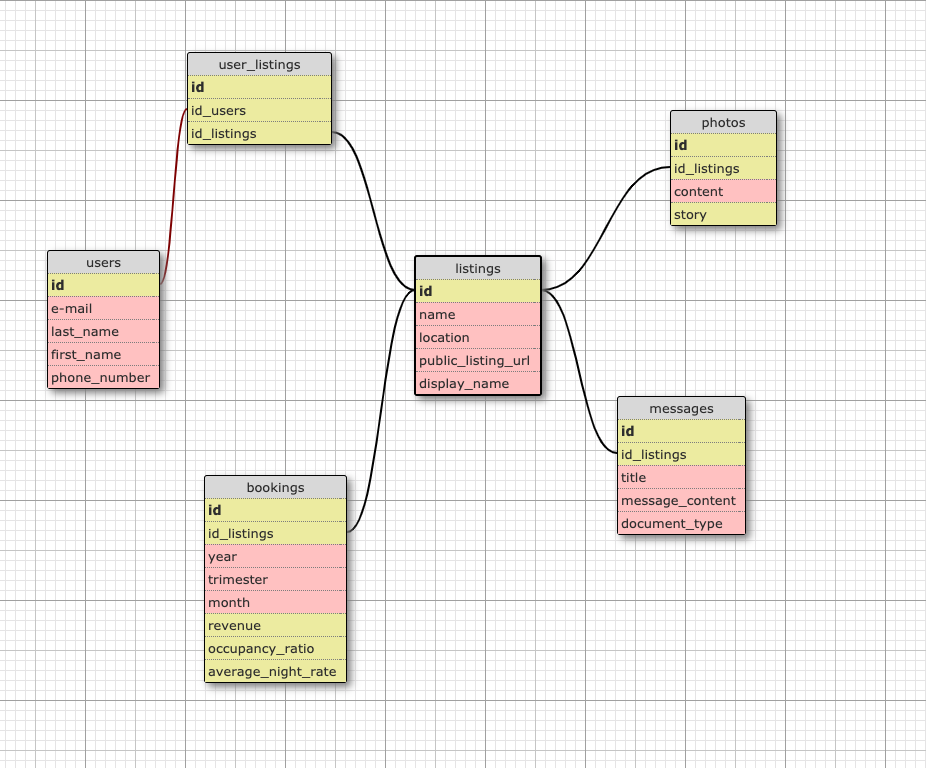 user_listings
id
id_users
id_listings
photos
id
id_listings
content
story
users
id
e-mail
last_name
first_name
phone_number
listings
id
name
location
public_listing_url
display_name
messages
id
id_listings
title
message_content
document_type
bookings
id
id_listings
year
trimester
month
revenue
occupancy_ratio
average_night_rate